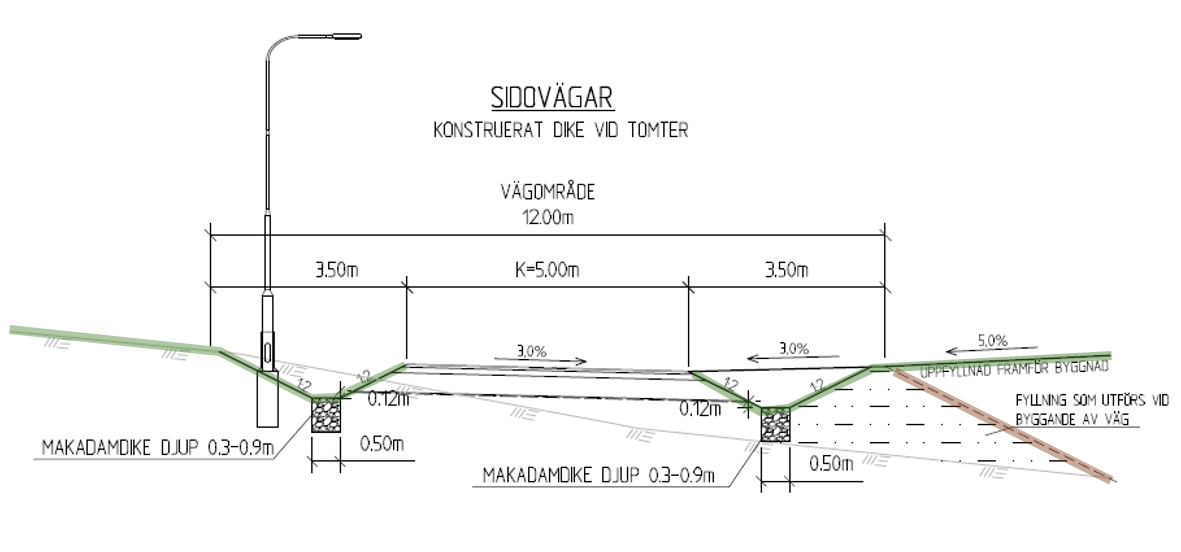 SIDOVÄGAR
KONSTRUERAT DIKE VID TOMTER
VÄGOMRÅDE
12.00m
3.50m
K=5.00m
3.50m
3,0%
3,0%
5,0%
UPPFYLLNAD FRAMFÖR BYGGNAD
1:2
1:2
1:2
1:2
0.12m
0.12m
FYLLNING SOM UTFÖRS VID
BYGGANDE AV VÄG
MAKADAMDIKE DJUP 0.3-0.9m
0.50m
MAKADAMDIKE DJUP 0.3-0.9m
0.50m